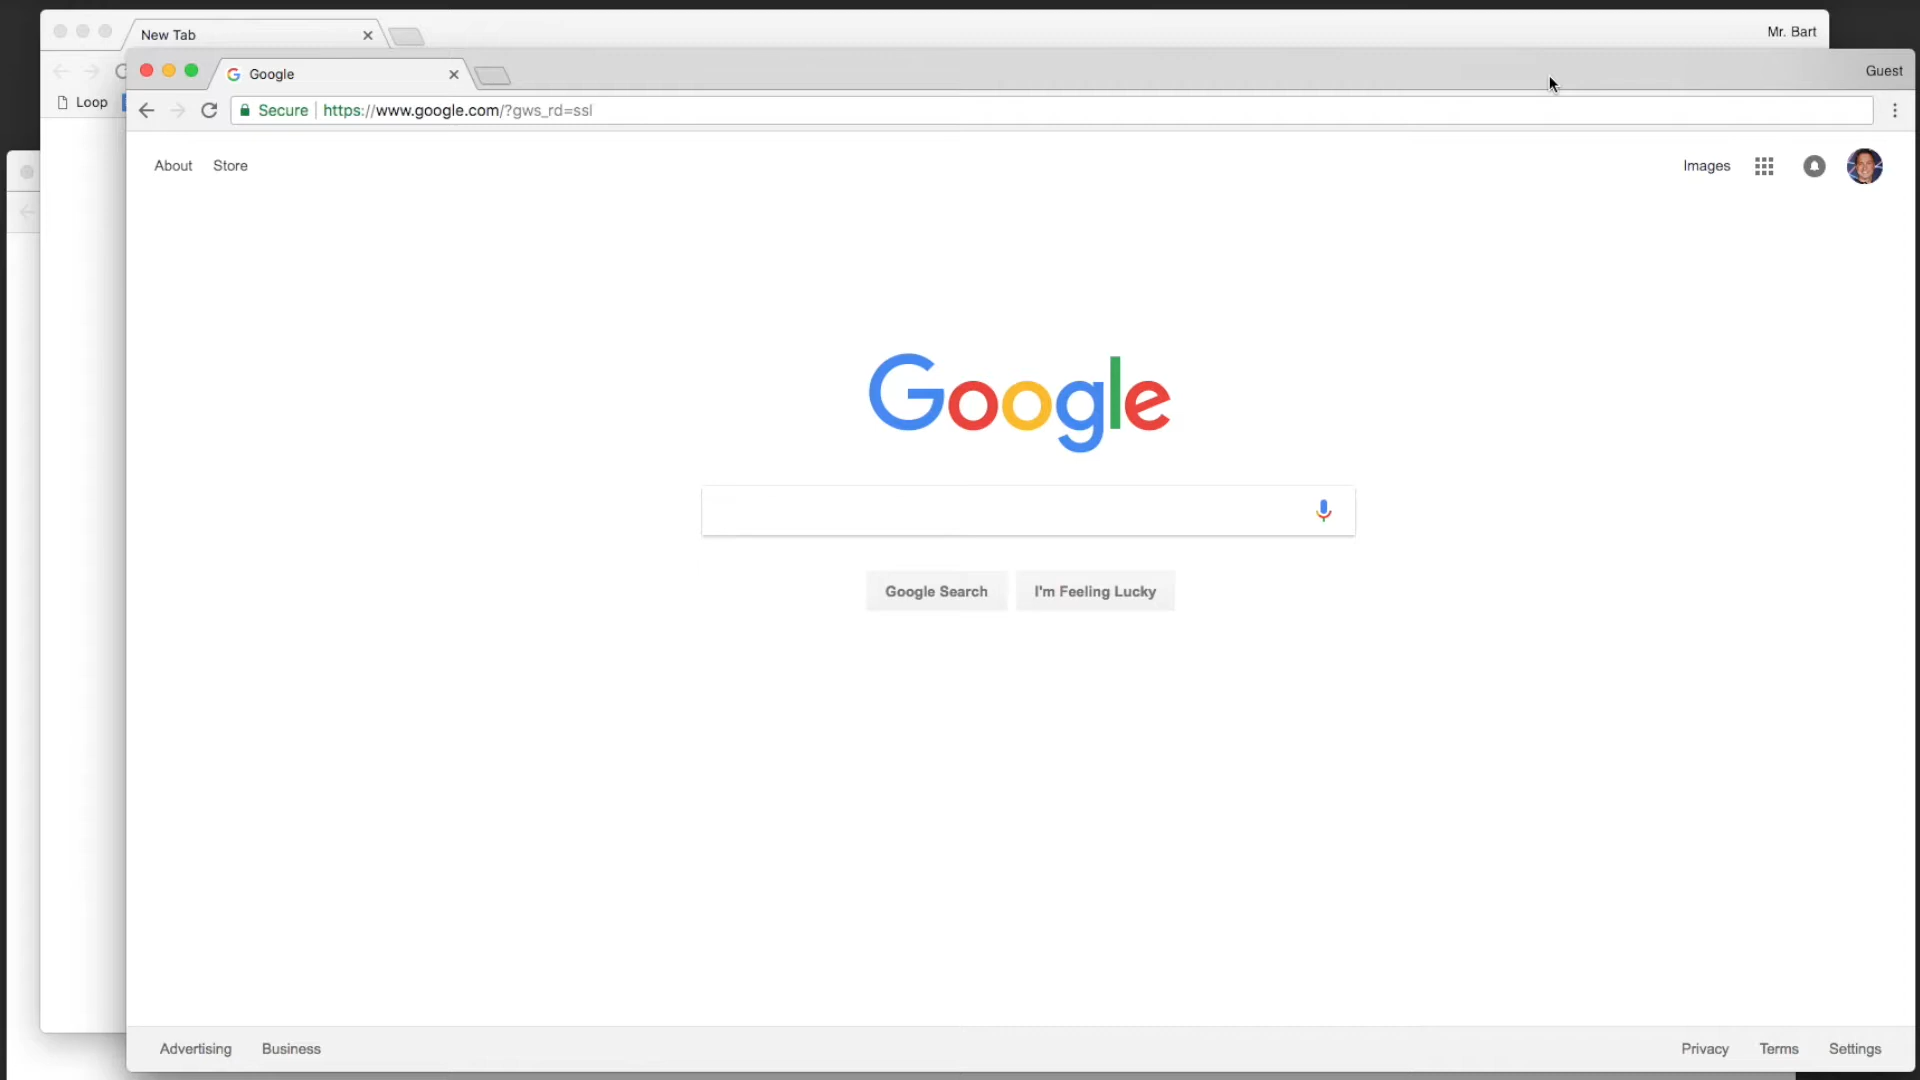 New Tab
Mr. Bart
Google
Guest
Loop
Secure
https://www.google.com/?gws_rd=ssl
About
Store
Images
Google
Google Search
I'm Feeling Lucky
Advertising
Business
Privacy
Terms
Settings